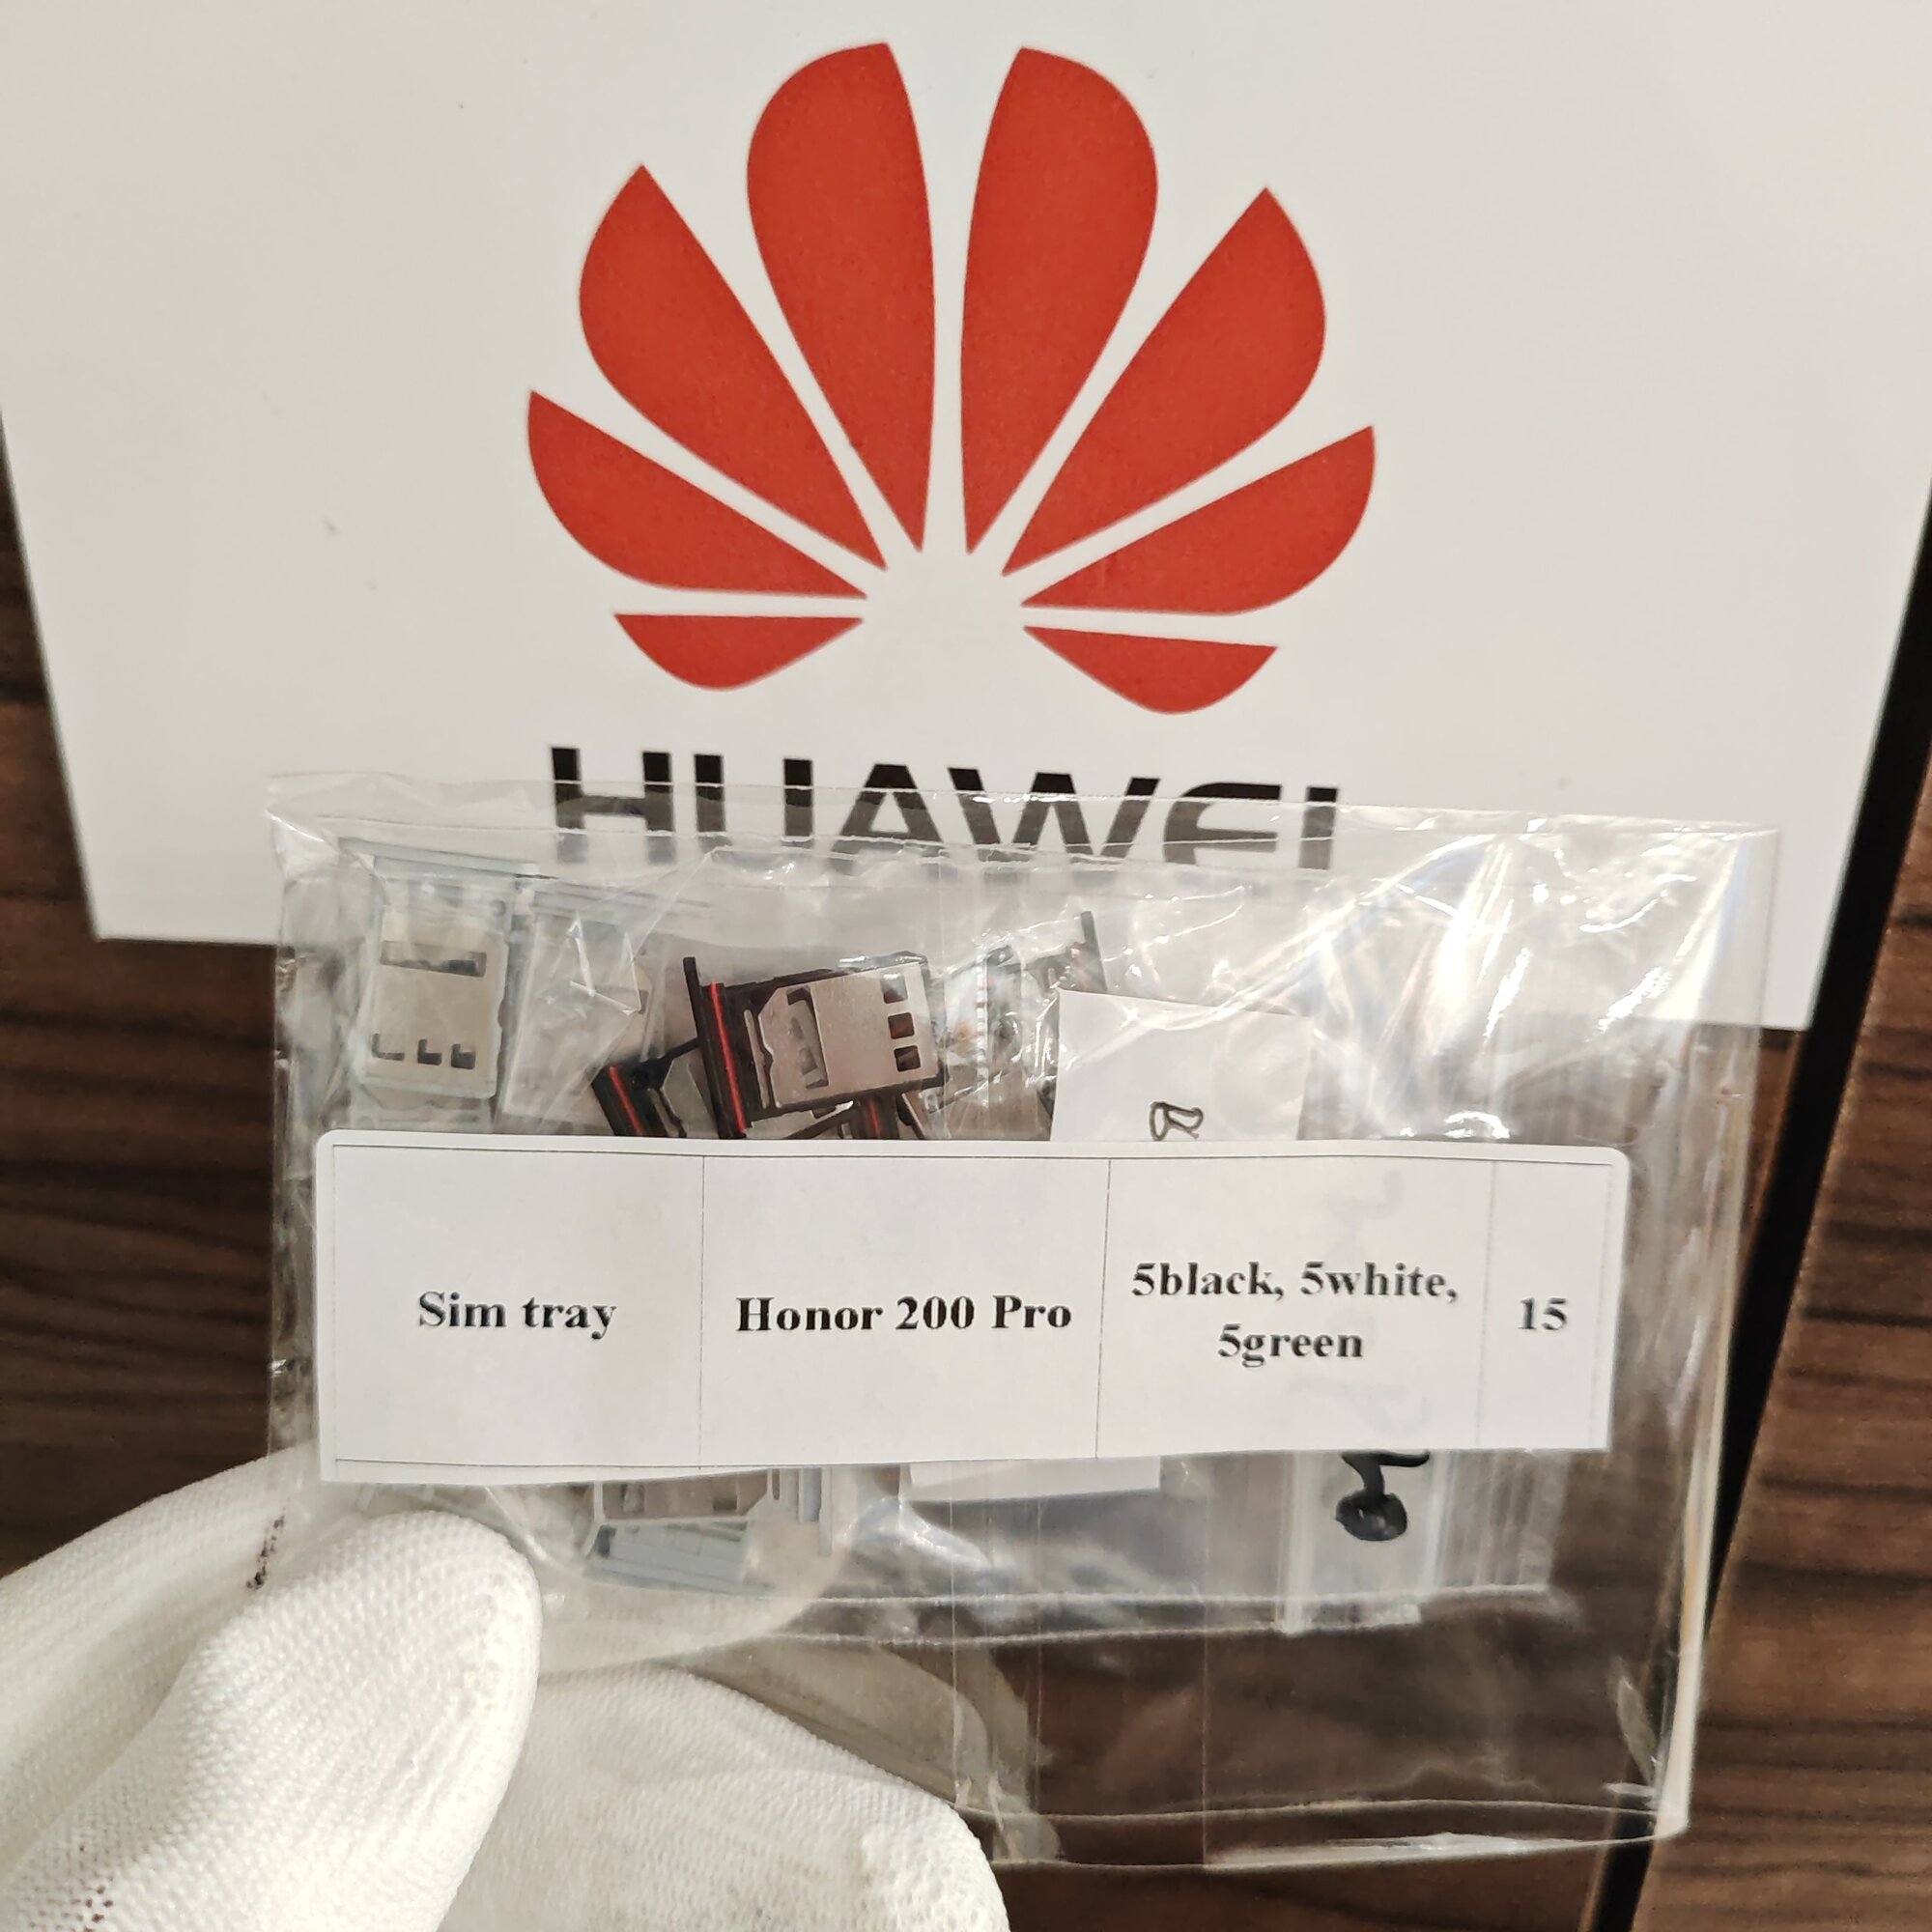 HUAWEI
Sim tray
Honor 200 Pro
5black, 5white,
5green
15